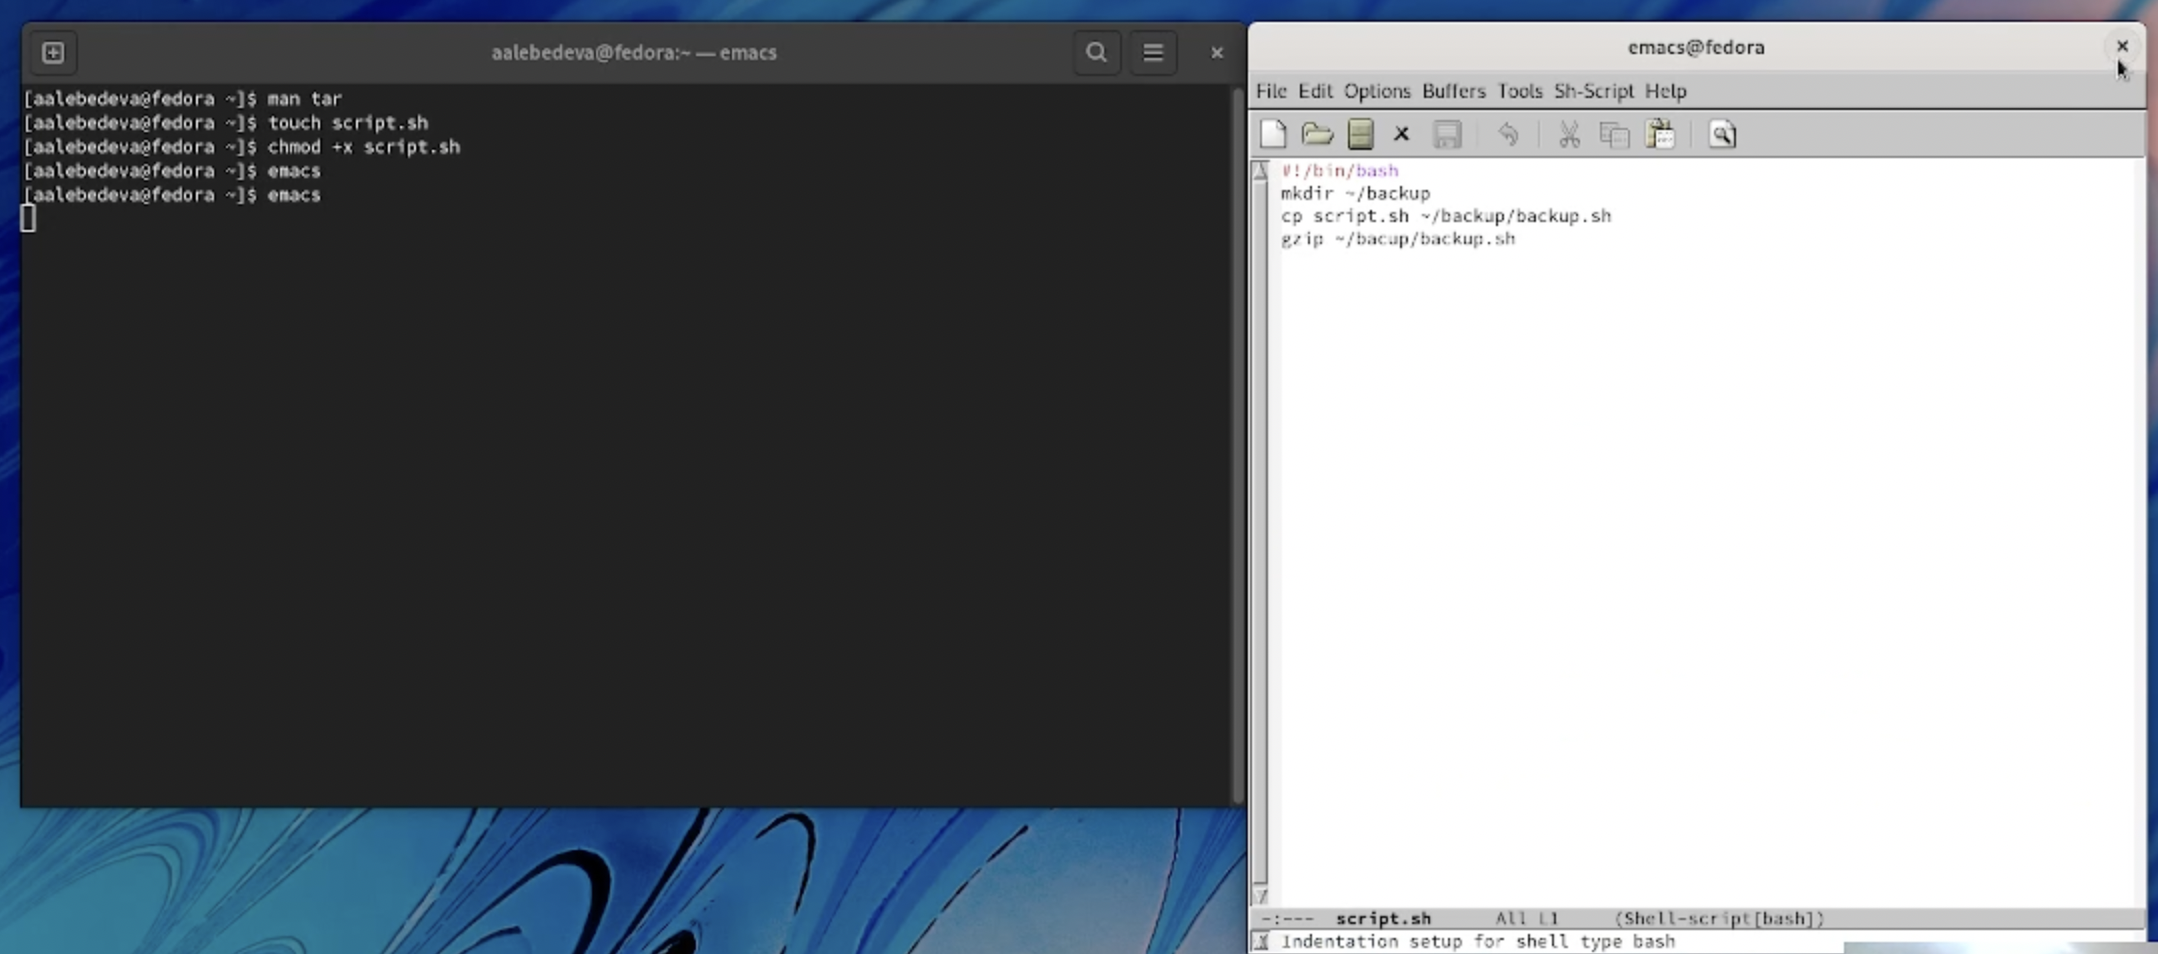 aalebedeva@fedora:~ — emacs
[aalebedeva@fedora ~]$ man tar
[aalebedeva@fedora ~]$ touch script.sh
[aalebedeva@fedora ~]$ chmod +x script.sh
[aalebedeva@fedora ~]$ emacs
[aalebedeva@fedora ~]$ emacs
emacs@fedora
File Edit Options Buffers Tools Sh-Script Help
#!/bin/bash
mkdir ~/backup
cp script.sh ~/backup/backup.sh
gzip ~/bacup/backup.sh
-:--- script.sh All L1 (Shell-script[bash])
Indentation setup for shell type bash